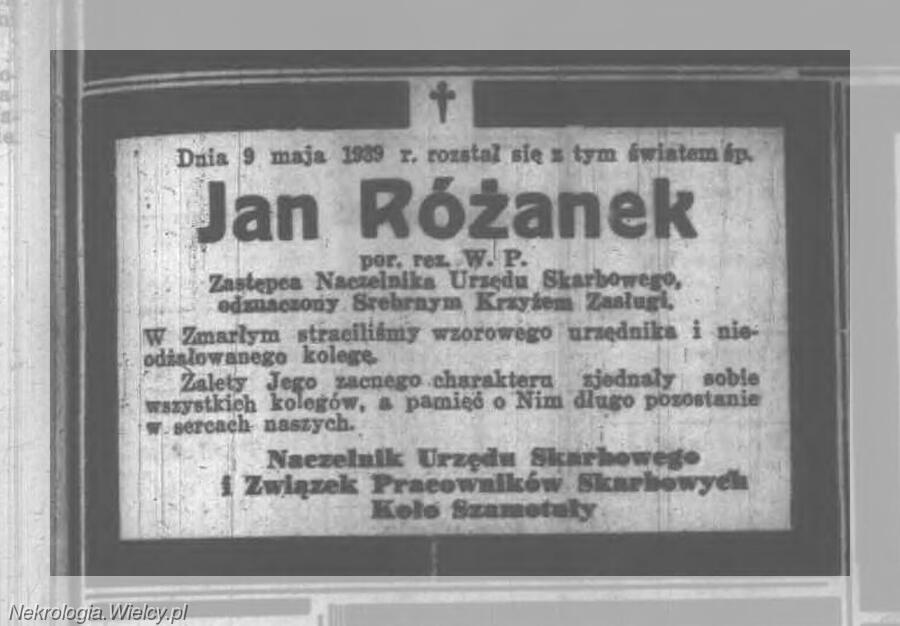 Dnia 9 maja 1939 r. rozstał się z tym światem śp.
Jan Różanek
por. rez. W. P.
Zastępca Naczelnika Urzędu Skarbowego,
odznaczony Srebrnym Krzyżem Zasługi.
W Zmarłym straciliśmy wzorowego urzędnika i nie-
odżałowanego kolegę.
Zalety Jego zacnego charakteru zjednały sobie
wszystkich kolegów, a pamięć o Nim długo pozostanie
w sercach naszych.
Naczelnik Urzędu Skarbowego
i Związek Pracowników Skarbowych
Koło Szamotuły
Nekrologia.Wielcy.pl